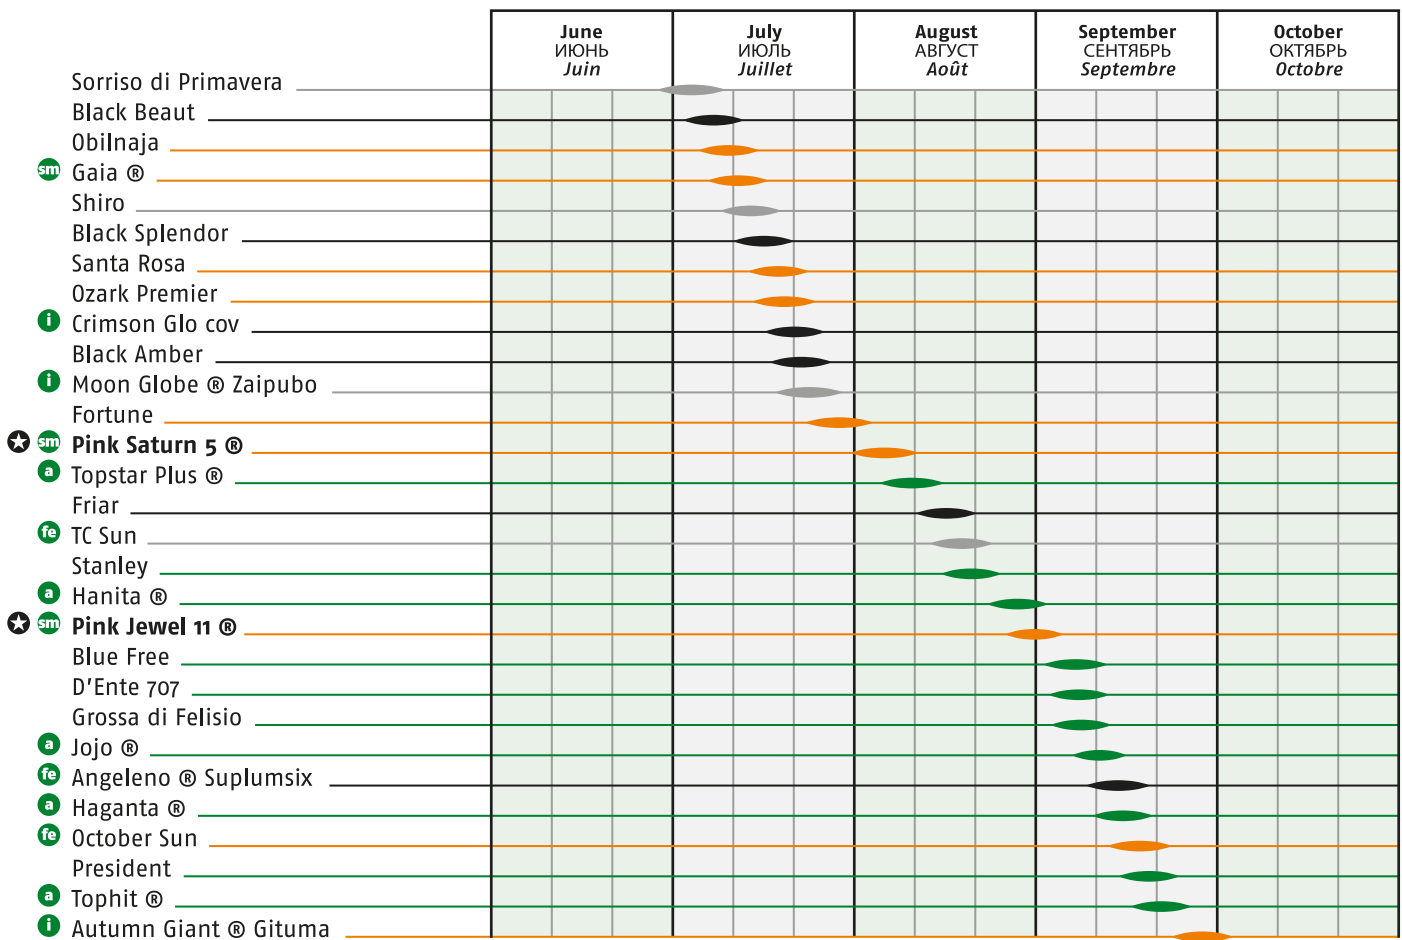 June July August September October
ИЮНЬ ИЮЛЬ АВГУСТ СЕНТЯБРЬ ОКТЯБРЬ
Juin Juillet Août Septembre Octobre
Sorriso di Primavera
Black Beaut
Obilnaja
sm Gaia ®
Shiro
Black Splendor
Santa Rosa
Ozark Premier
i Crimson Glo cov
Black Amber
i Moon Globe ® Zaipubo
Fortune
sm Pink Saturn 5 ®
a Topstar Plus ®
Friar
fe TC Sun
Stanley
a Hanita ®
sm Pink Jewel 11 ®
Blue Free
D'Ente 707
Grossa di Felisio
a Jojo ®
fe Angeleno ® Suplumsix
a Haganta ®
fe October Sun
President
a Tophit ®
i Autumn Giant ® Gituma